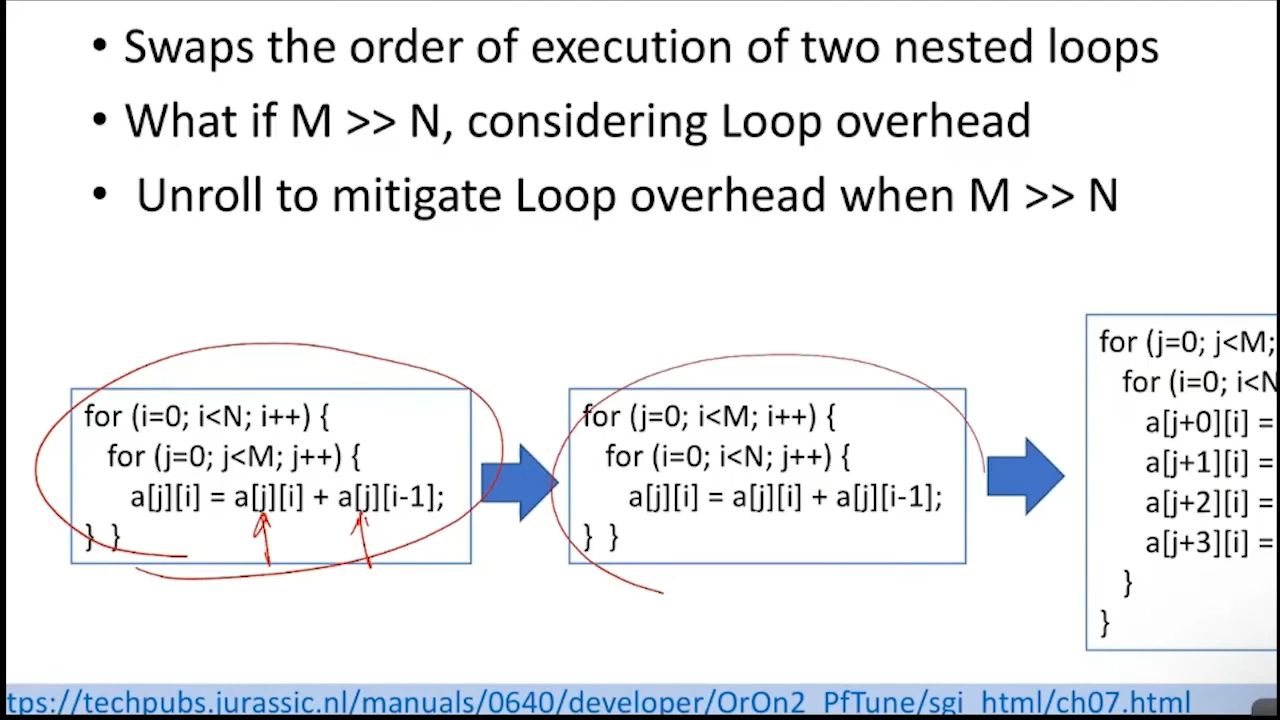 • Swaps the order of execution of two nested loops
• What if M >> N, considering Loop overhead
• Unroll to mitigate Loop overhead when M >> N
for (i=0; i<N; i++) {
for (j=0; j<M; j++) {
a[j][i] = a[j][i] + a[j][i-1];
} }
for (j=0; i<M; i++) {
for (i=0; i<N; j++) {
a[j][i] = a[j][i] + a[j][i-1];
} }
for (j=0; j<M;
for (i=0; i<N
a[j+0][i] =
a[j+1][i] =
a[j+2][i] =
a[j+3][i] =
}
}
tps://techpubs.jurassic.nl/manuals/0640/developer/OrOn2_PfTune/sgi_html/ch07.html